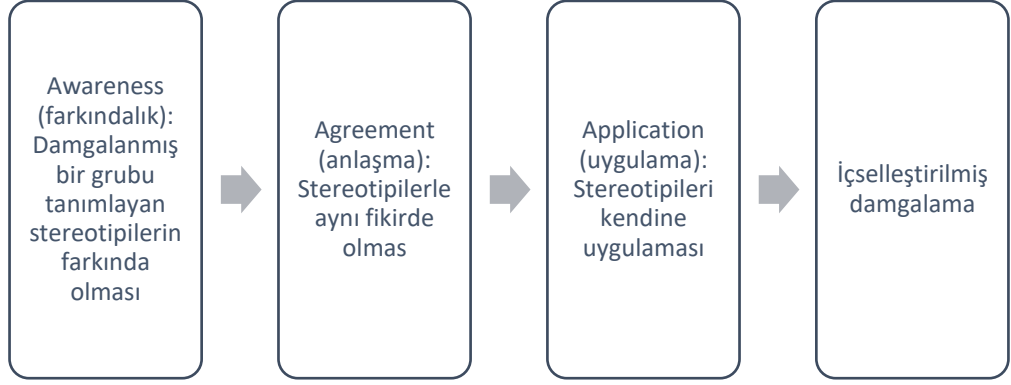 Awareness
(farkındalık):
Damgalanmış
bir grubu
tanımlayan
stereotipilerin
farkında
olması
Agreement
(anlaşma):
Stereotipilerle
aynı fikirde
olmas
Application
(uygulama):
Stereotipileri
kendine
uygulaması
İçselleştirilmiş
damgalama